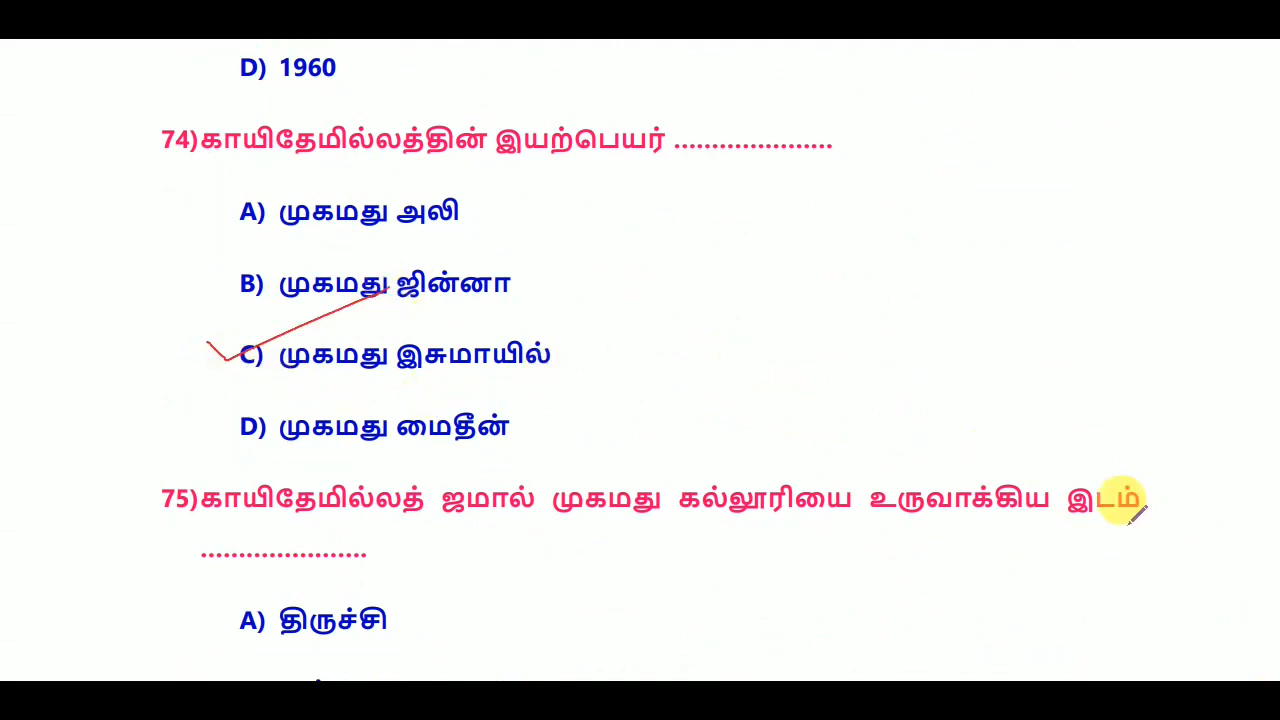 D) 1960
74)காயிதேமில்லத்தின் இயற்பெயர் .....................
A) முகமது அலி
B) முகமது ஜின்னா
C) முகமது இசுமாயில்
D) முகமது மைதீன்
75)காயிதேமில்லத் ஜமால் முகமது கல்லூரியை உருவாக்கிய இடம்
......................
A) திருச்சி